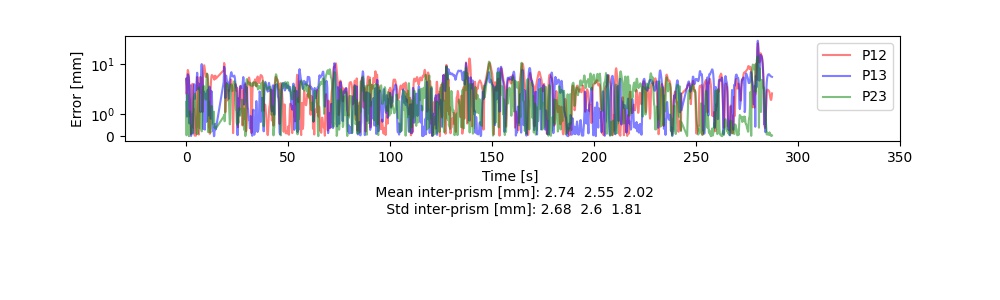 Error [mm]
10¹
10⁰
0
P12
P13
P23
0 50 100 150 200 250 300 350
Time [s]
Mean inter-prism [mm]: 2.74 2.55 2.02
Std inter-prism [mm]: 2.68 2.6 1.81